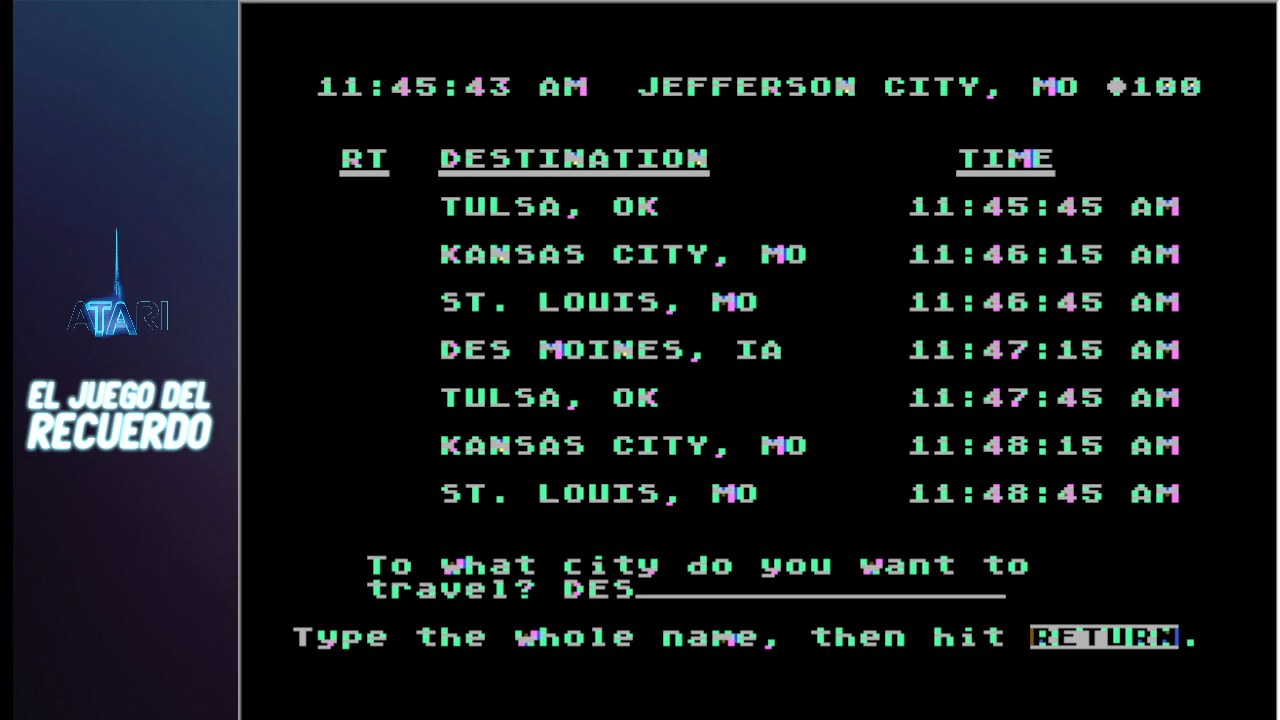 11:45:43 AM JEFFERSON CITY, MO ♦100
RT DESTINATION TIME
TULSA, OK 11:45:45 AM
KANSAS CITY, MO 11:46:15 AM
ST. LOUIS, MO 11:46:45 AM
DES MOINES, IA 11:47:15 AM
TULSA, OK 11:47:45 AM
KANSAS CITY, MO 11:48:15 AM
ST. LOUIS, MO 11:48:45 AM
To what city do you want to
travel? DES_______________
Type the whole name, then hit RETURN.
ATARI
EL JUEGO DEL
RECUERDO